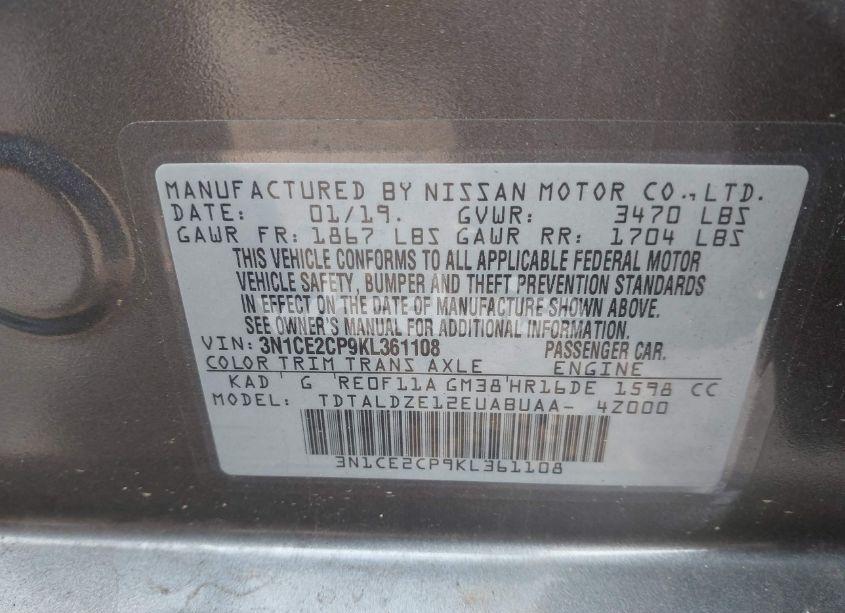 MANUFACTURED BY NISSAN MOTOR CO., LTD.
DATE: 01/19. GVWR: 3470 LBS
GAWR FR: 1867 LBS GAWR RR: 1704 LBS
THIS VEHICLE CONFORMS TO ALL APPLICABLE FEDERAL MOTOR
VEHICLE SAFETY, BUMPER AND THEFT PREVENTION STANDARDS
IN EFFECT ON THE DATE OF MANUFACTURE SHOWN ABOVE.
SEE OWNER'S MANUAL FOR ADDITIONAL INFORMATION.
VIN: 3N1CE2CP9KL361108 PASSENGER CAR.
COLOR TRIM TRANS AXLE ENGINE
KAD G RE0F11A GM38 HR16DE 1598 CC
MODEL: TDTALDZE12EUABUAA- 4Z000
3N1CE2CP9KL361108